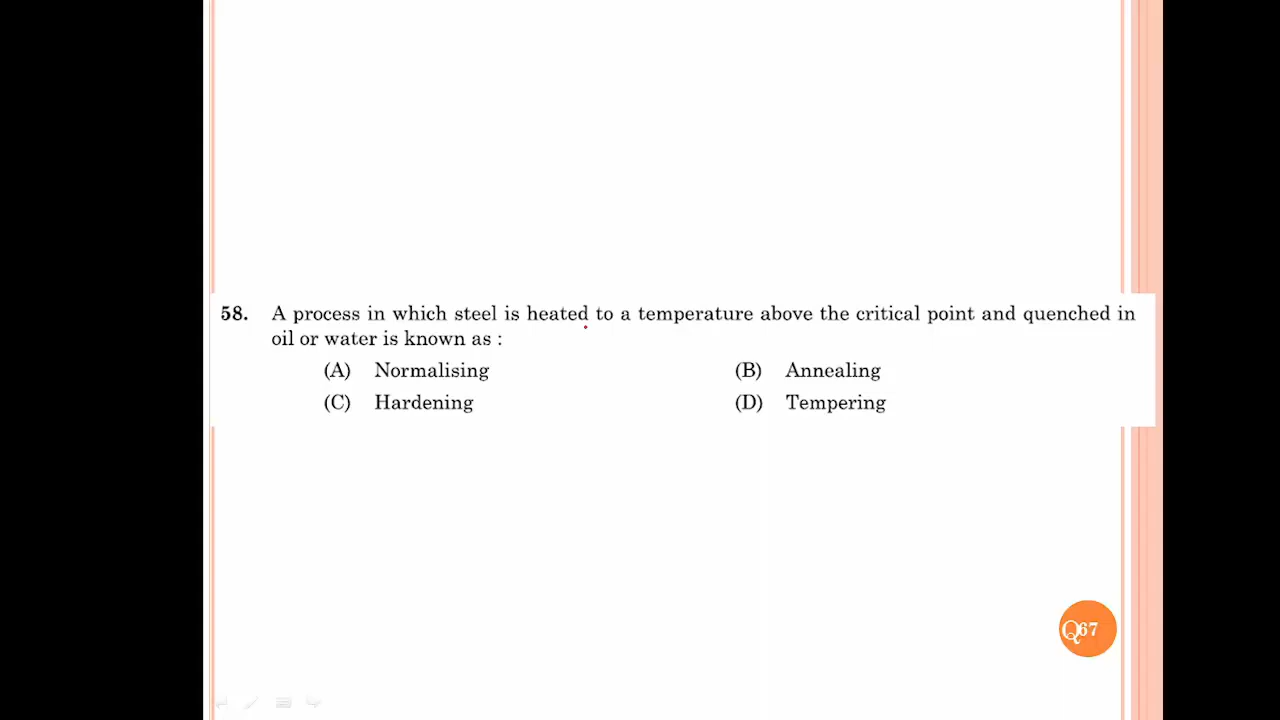 58. A process in which steel is heated to a temperature above the critical point and quenched in
oil or water is known as :
(A) Normalising (B) Annealing
(C) Hardening (D) Tempering
Q67